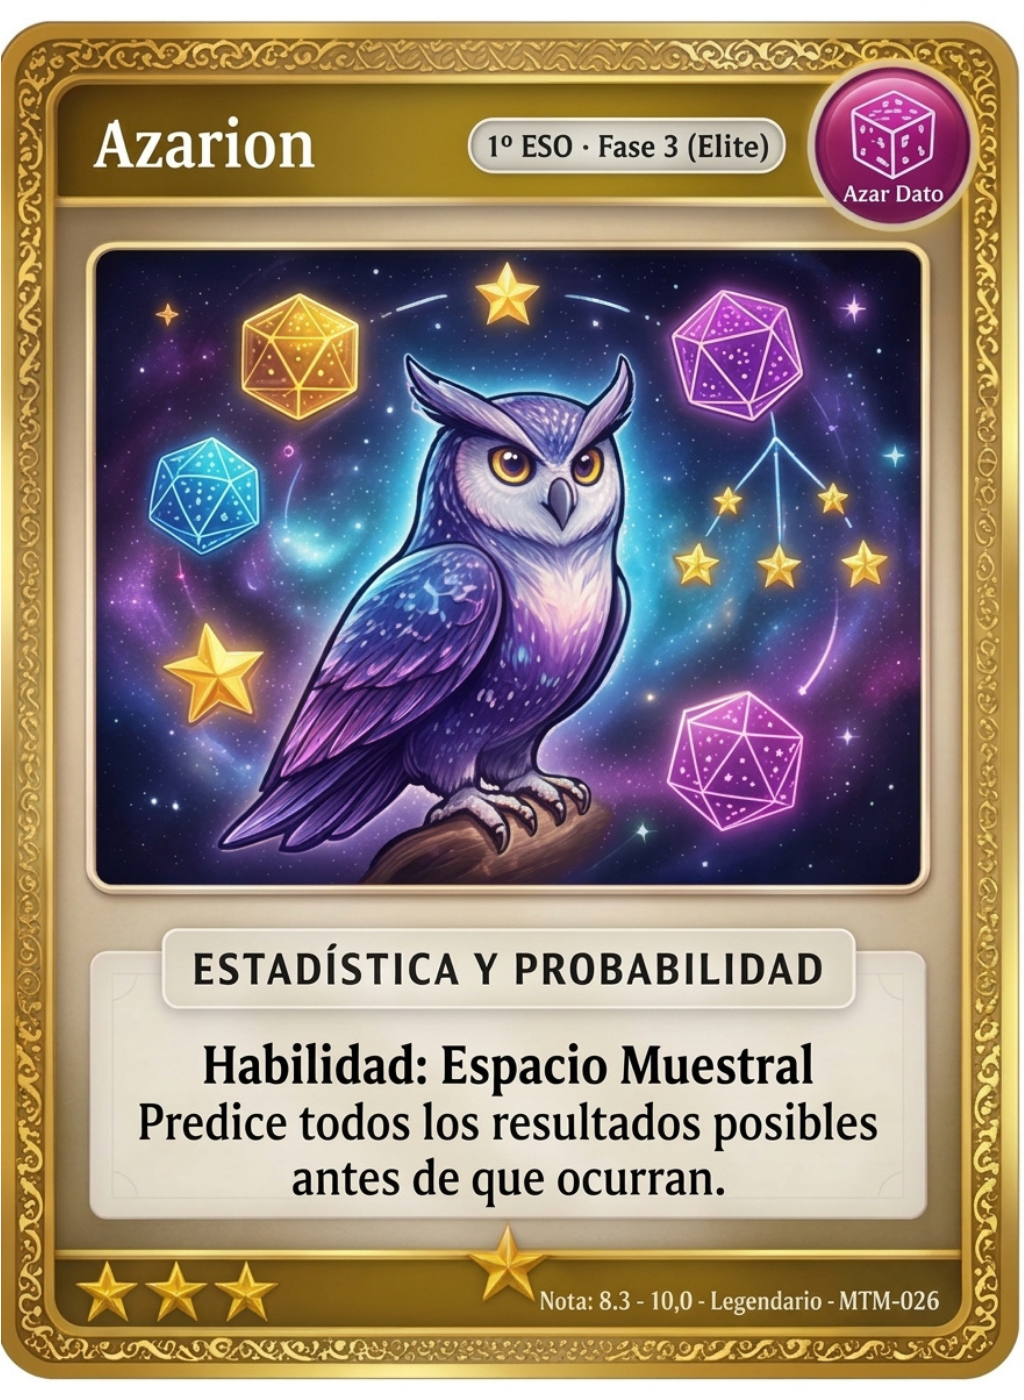 Azarion
1º ESO · Fase 3 (Elite)
Azar Dato
ESTADÍSTICA Y PROBABILIDAD
Habilidad: Espacio Muestral
Predice todos los resultados posibles
antes de que ocurran.
Nota: 8.3 - 10,0 - Legendario - MTM-026